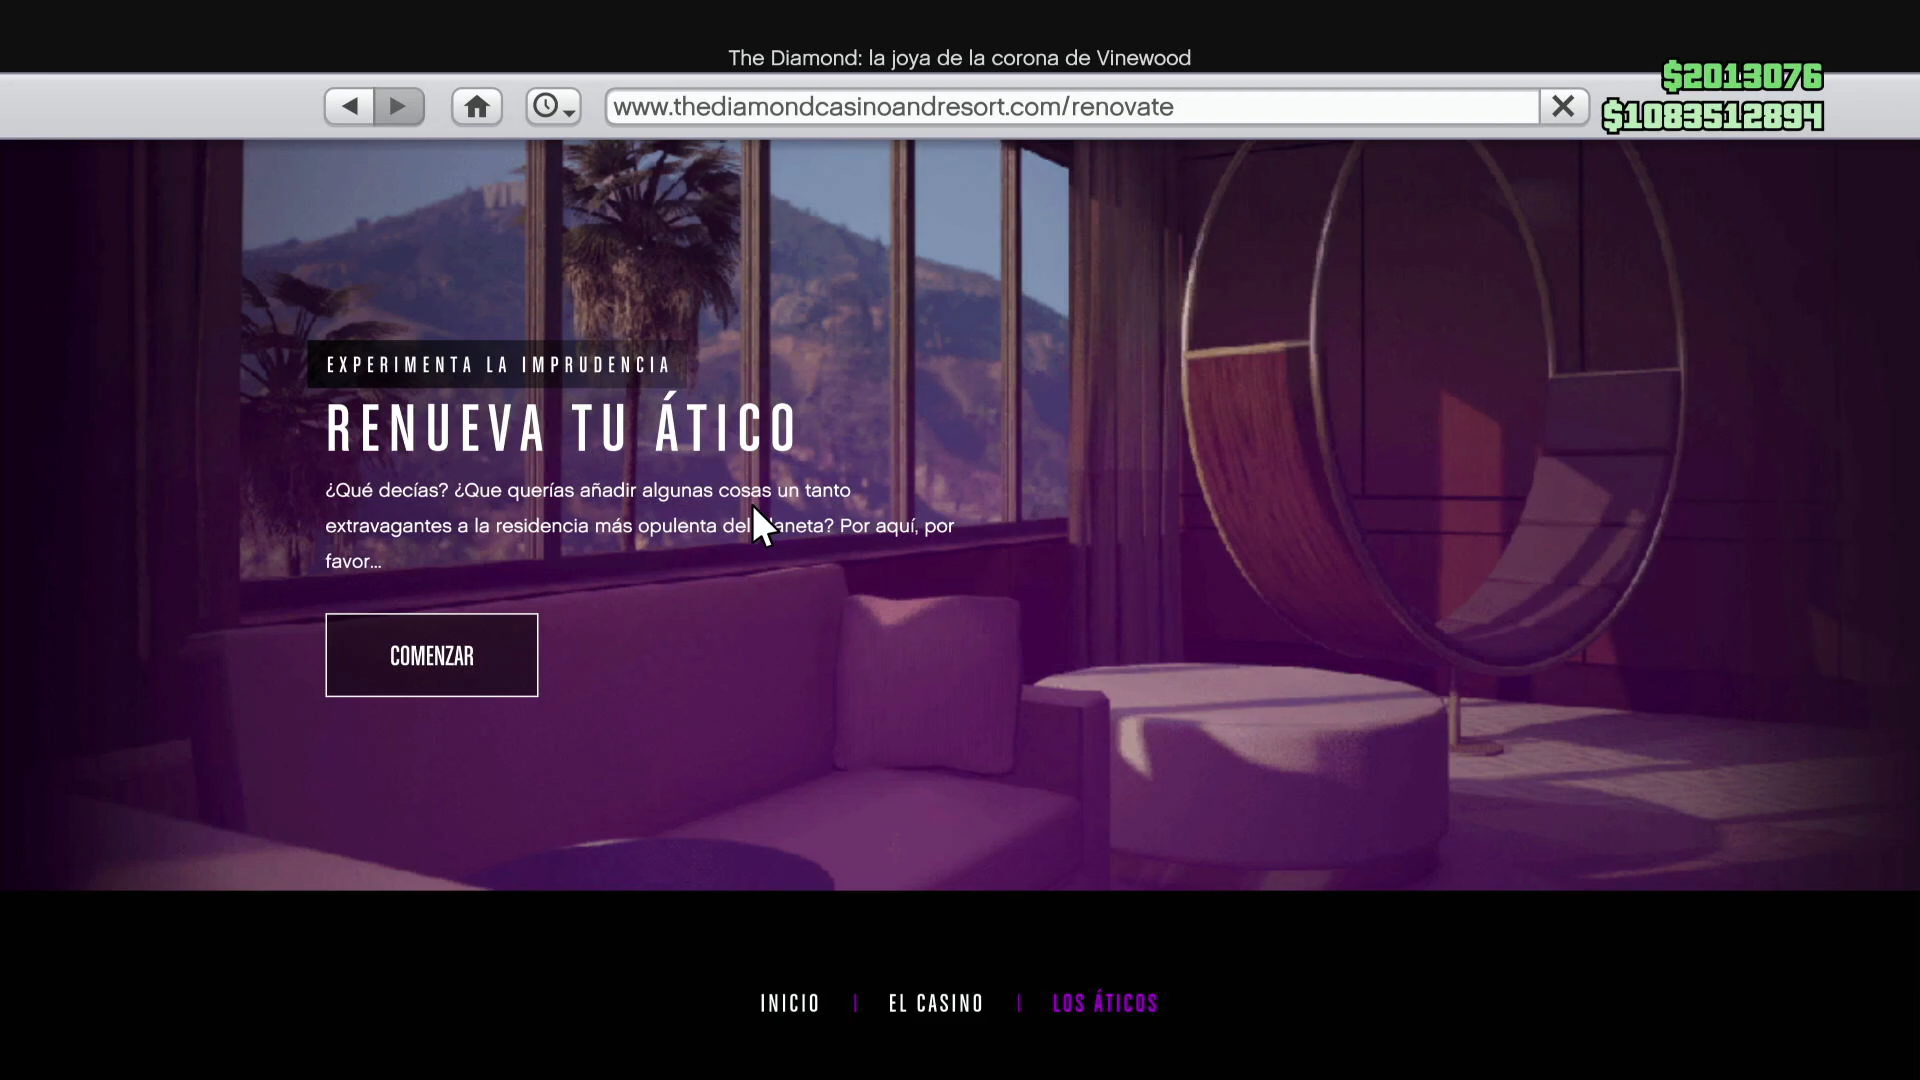 The Diamond: la joya de la corona de Vinewood
www.thediamondcasinoandresort.com/renovate
$2013076
$1083512894
EXPERIMENTA LA IMPRUDENCIA
RENUEVA TU ÁTICO
¿Qué decías? ¿Que querías añadir algunas cosas un tanto
extravagantes a la residencia más opulenta del planeta? Por aquí, por
favor...
COMENZAR
INICIO | EL CASINO | LOS ÁTICOS